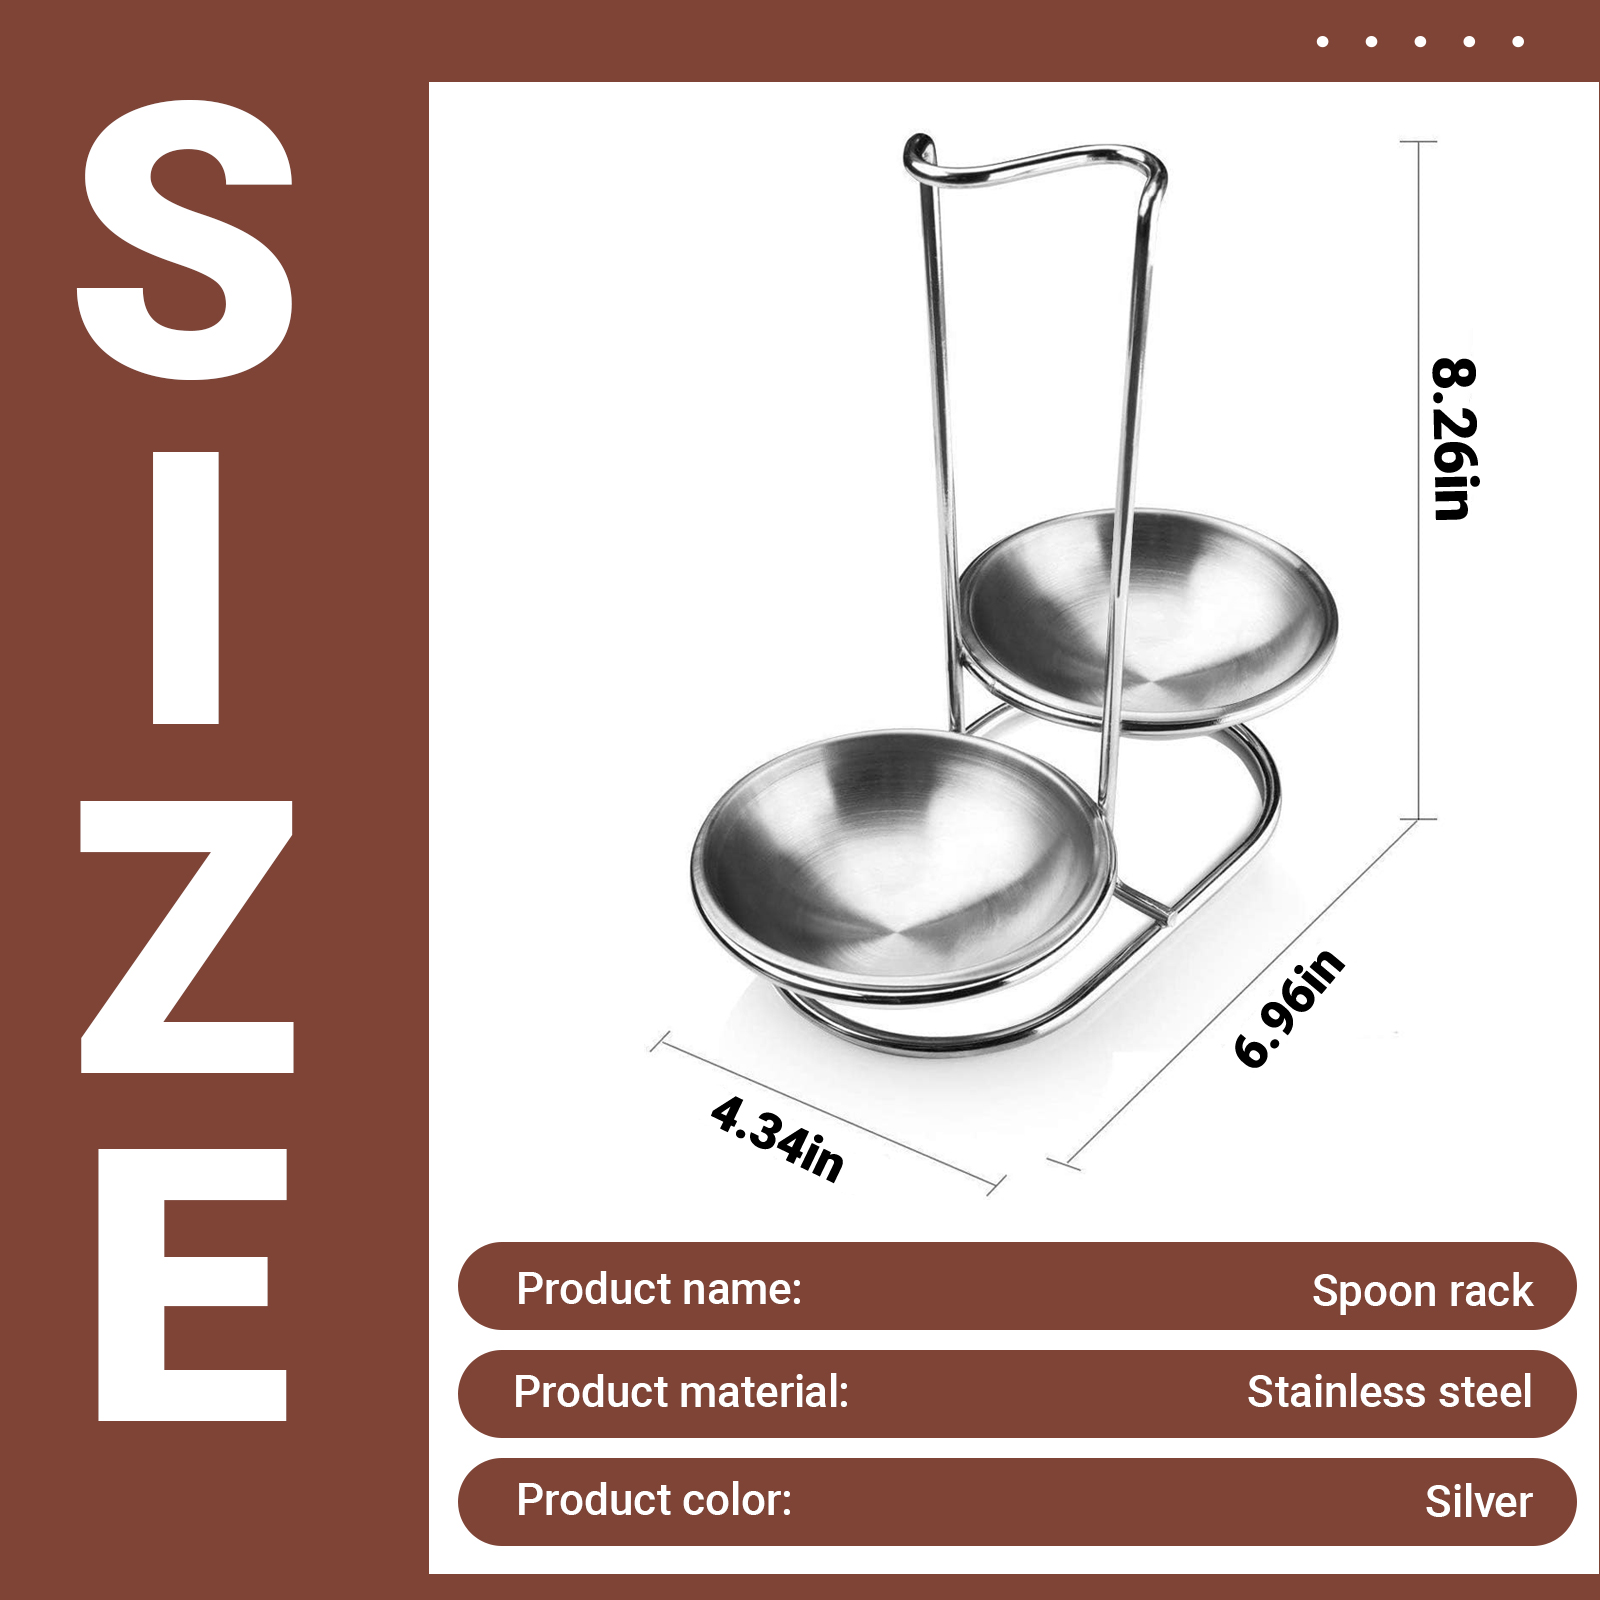 SIZE
8.26in
6.96in
4.34in
Product name: Spoon rack
Product material: Stainless steel
Product color: Silver